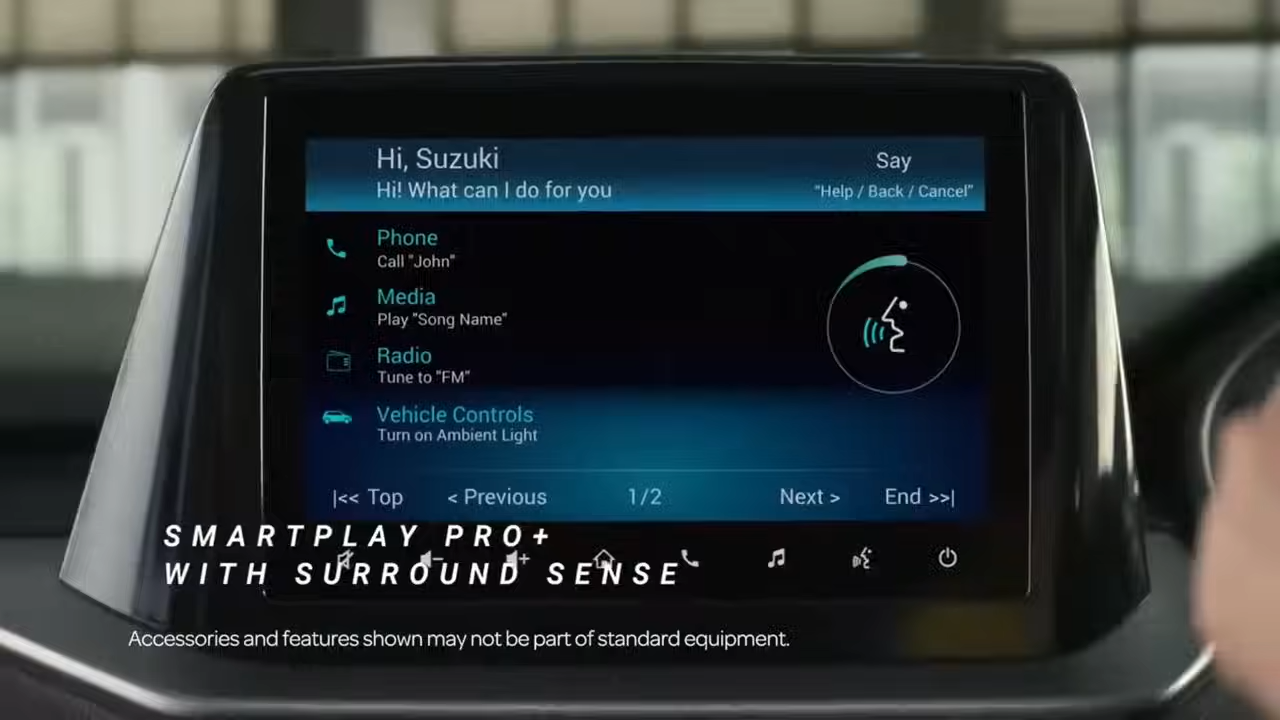 Hi, Suzuki
Say
Hi! What can I do for you
"Help / Back / Cancel"
Phone
Call "John"
Media
Play "Song Name"
Radio
Tune to "FM"
Vehicle Controls
Turn on Ambient Light
|<< Top < Previous 1/2 Next > End >>|
SMARTPLAY PRO+
WITH SURROUND SENSE
Accessories and features shown may not be part of standard equipment.